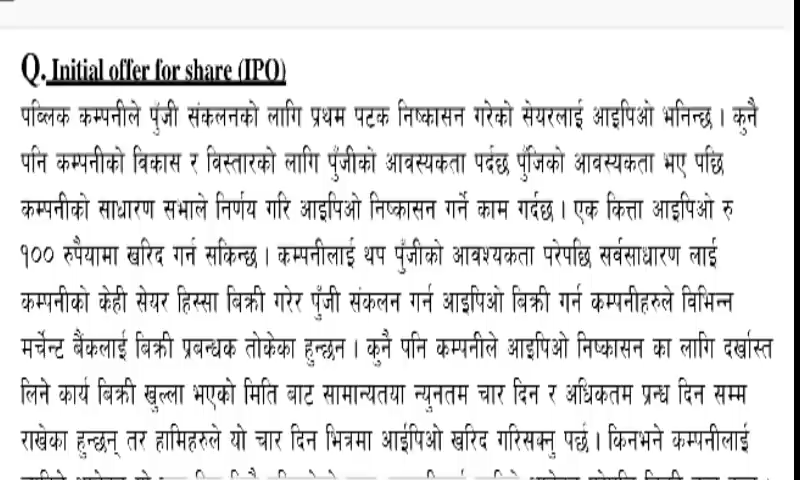 Q. Initial offer for share (IPO)
पब्लिक कम्पनीले पुँजी संकलनको लागि प्रथम पटक निष्कासन गरेको सेयरलाई आइपिओ भनिन्छ । कुनै
पनि कम्पनीको बिकास र विस्तारको लागि पुँजीको आवस्यकता पर्दछ पुँजिको आवस्यकता भए पछि
कम्पनीको साधारण सभाले निर्णय गरि आइपिओ निष्कासन गर्ने काम गर्दछ । एक कित्ता आइपिओ रु
१०० रुपैयामा खरिद गर्न सकिन्छ । कम्पनीलाई थप पुँजीको आवश्यकता परेपछि सर्वसाधारण लाई
कम्पनीको केही सेयर हिस्सा बिक्री गरेर पुँजी संकलन गर्न आइपिओ बिक्री गर्न कम्पनीहरुले विभिन्न
मर्चेन्ट बैंकलाई बिक्री प्रबन्धक तोकेका हुन्छन । कुनै पनि कम्पनीले आइपिओ निष्कासन का लागि दर्खास्त
लिने कार्य बिक्री खुल्ला भएको मिति बाट सामान्यतया न्युनतम चार दिन र अधिकतम प्रन्ध दिन सम्म
राखेका हुन्छन् तर हामिहरुले यो चार दिन भित्रमा आईपिओ खरिद गरिसक्नु पर्छ । किनभने कम्पनीलाई